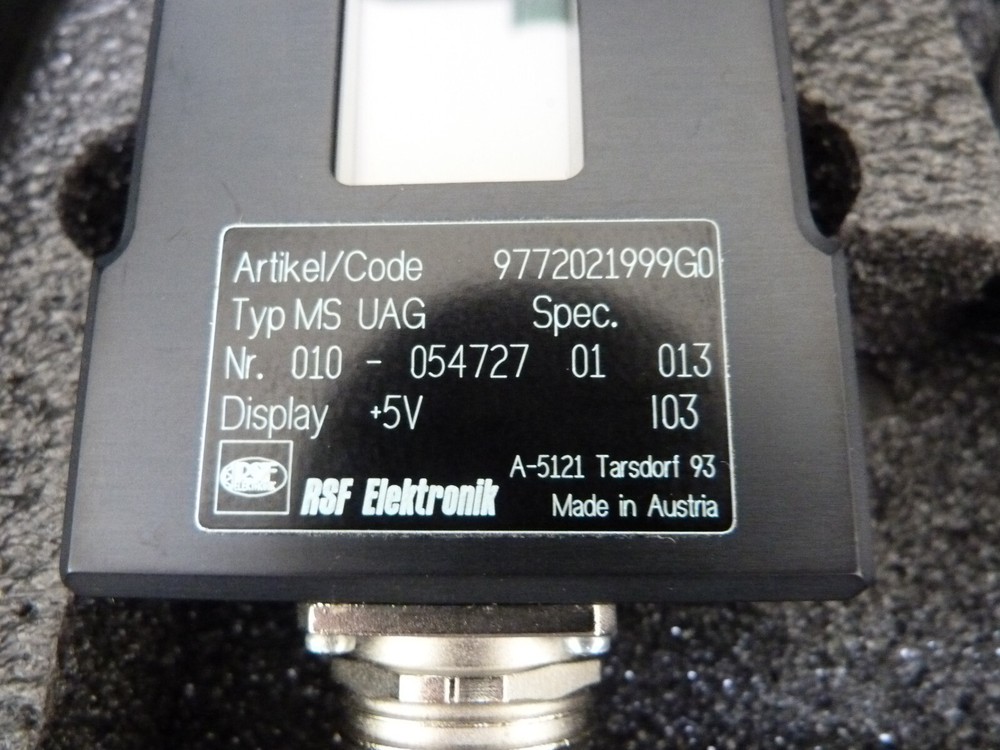 Artikel/Code 9772021999G0
Typ MS UAG Spec.
Nr. 010 - 054727 01 013
Display +5V I03
RSF
RSF Elektronik
A-5121 Tarsdorf 93
Made in Austria